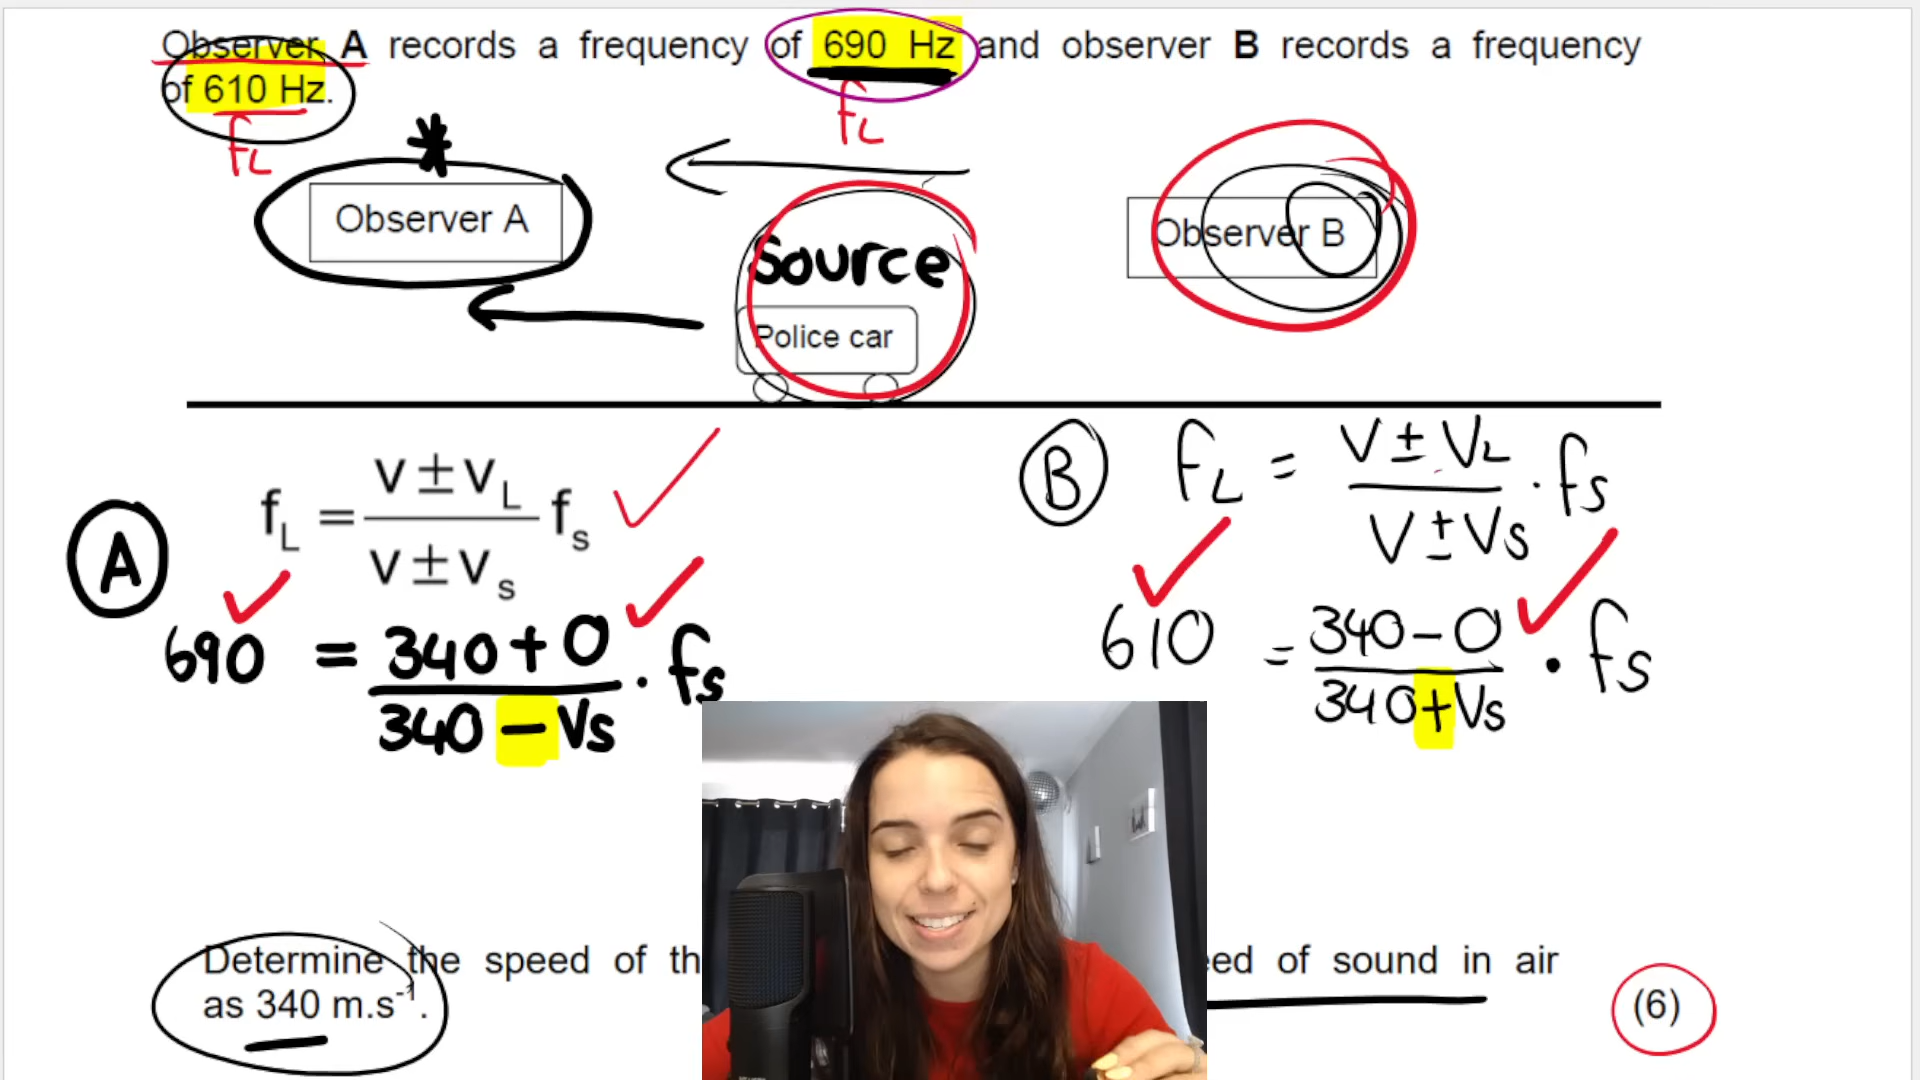 Observer A records a frequency of 690 Hz and observer B records a frequency
of 610 Hz.
fL
fL
*
Observer A
Source
Police car
Observer B
A
fL = V ± VL / V ± Vs fs
690 = 340 + 0 / 340 - Vs . fs
B
fL = V ± VL / V ± Vs . fs
610 = 340 - 0 / 340 + Vs . fs
Determine the speed of th
eed of sound in air
as 340 m.s-1.
(6)